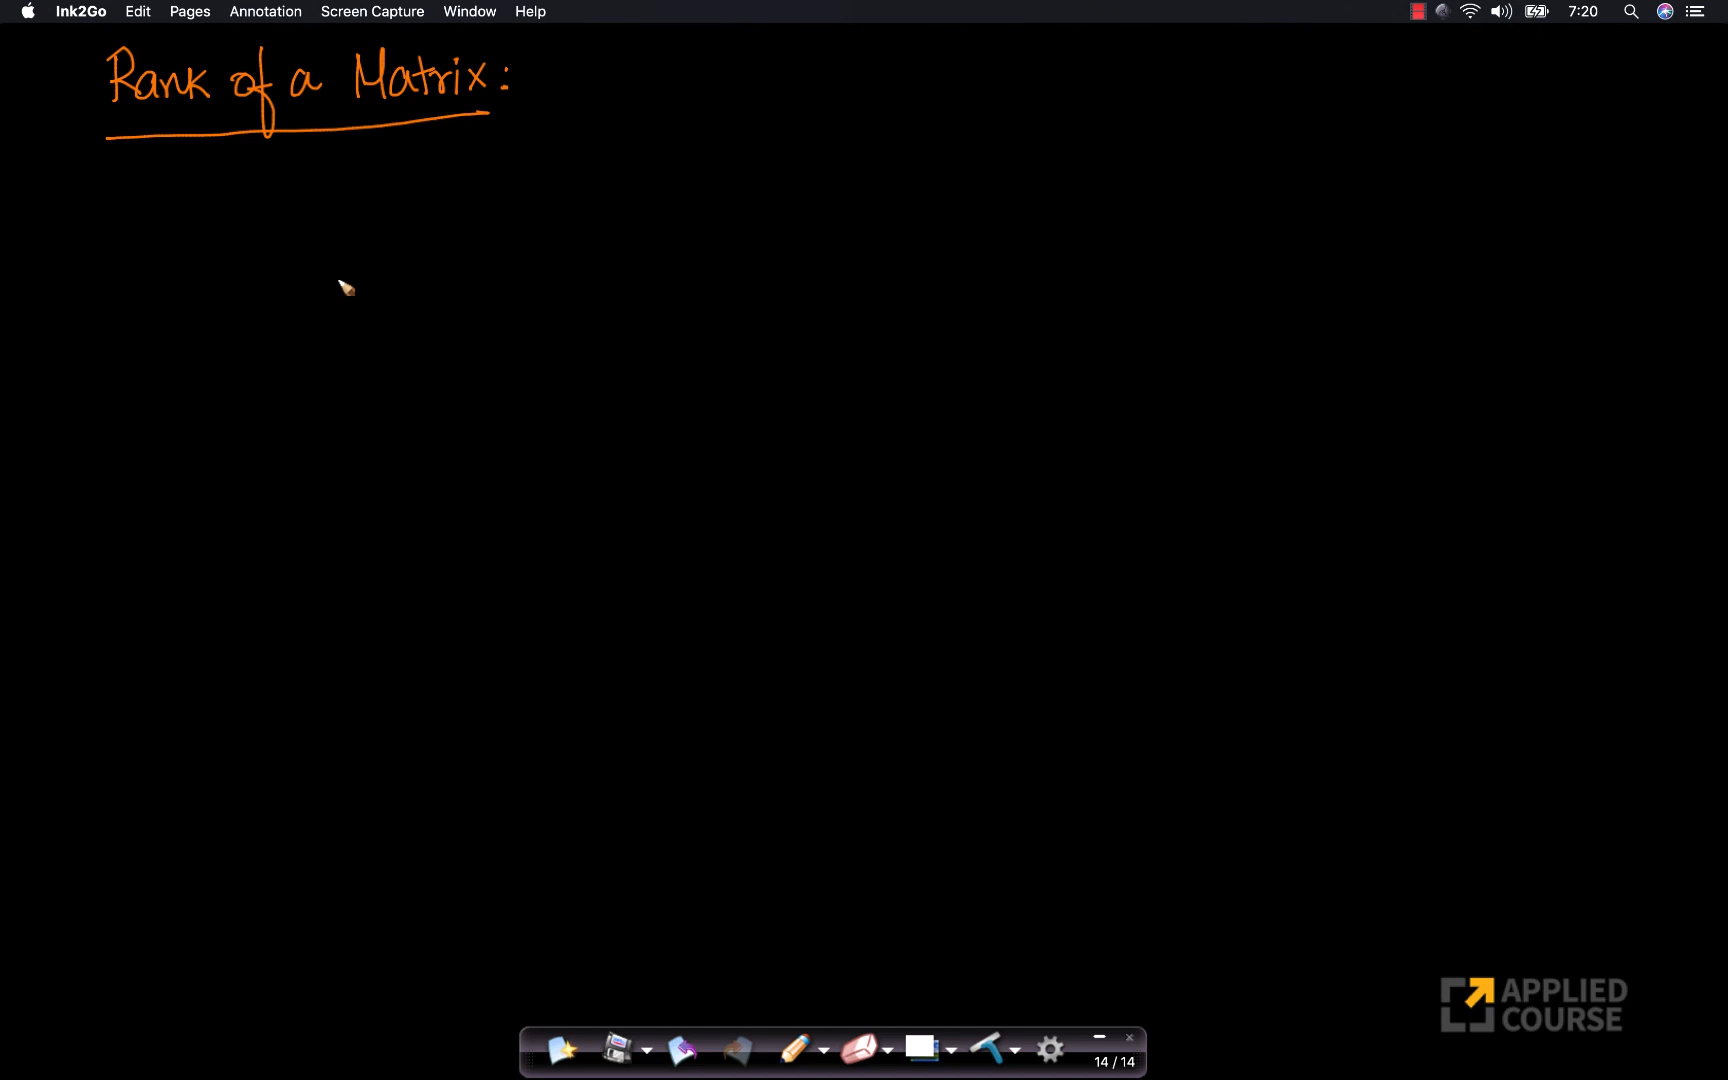 Ink2Go Edit Pages Annotation Screen Capture Window Help 7:20
Rank of a Matrix:
APPLIED
COURSE
14 / 14